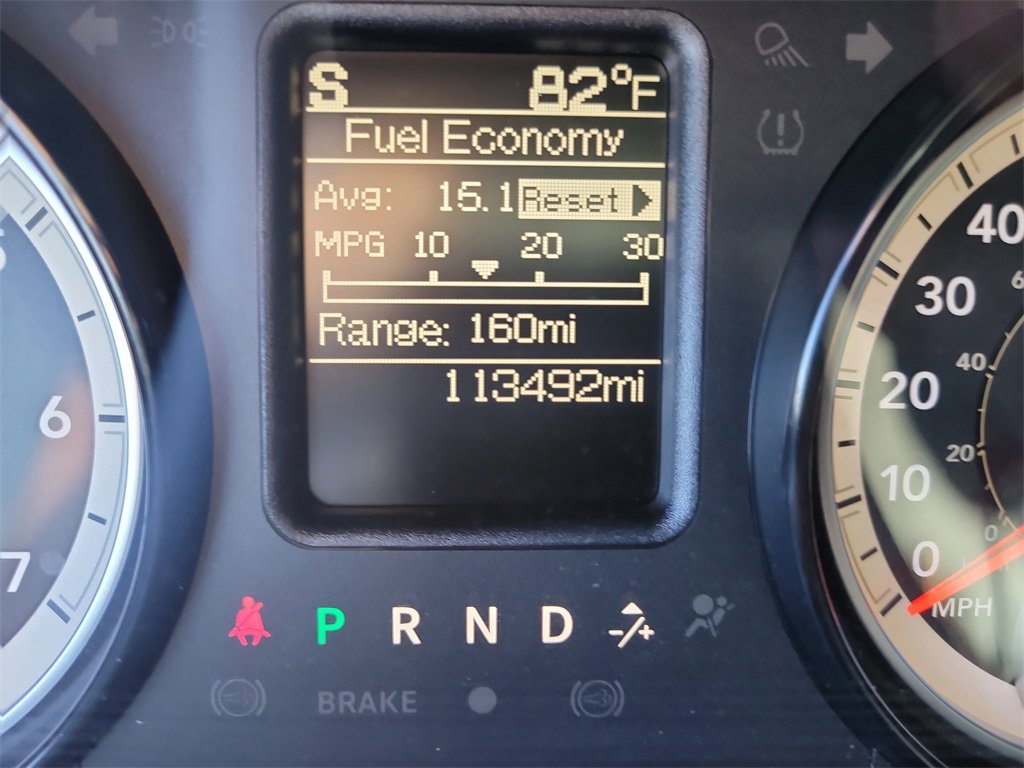 S 82°F
Fuel Economy
Avg: 15.1 Reset
MPG 10 20 30
Range: 160mi
113492mi
P R N D -/+
BRAKE
6
7
40
30
20
10
0
MPH
40
20
0